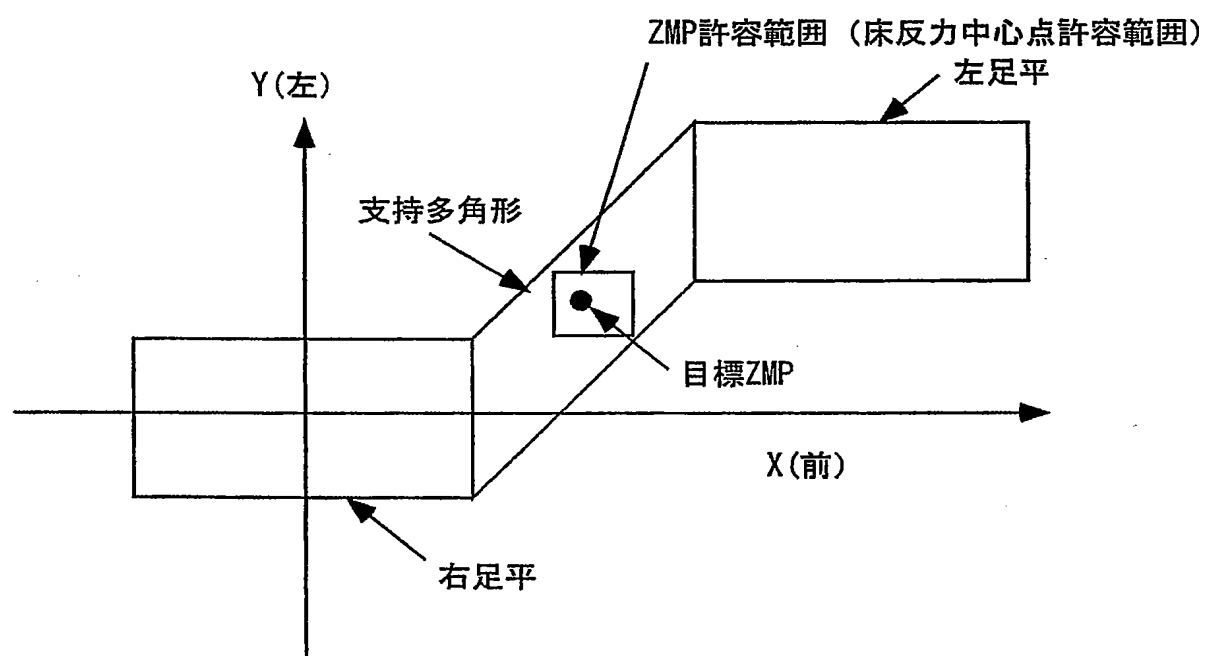 ZMP許容範囲(床反力中心点許容範囲)
左足平
Y(左)
支持多角形
目標ZMP
X(前)
右足平